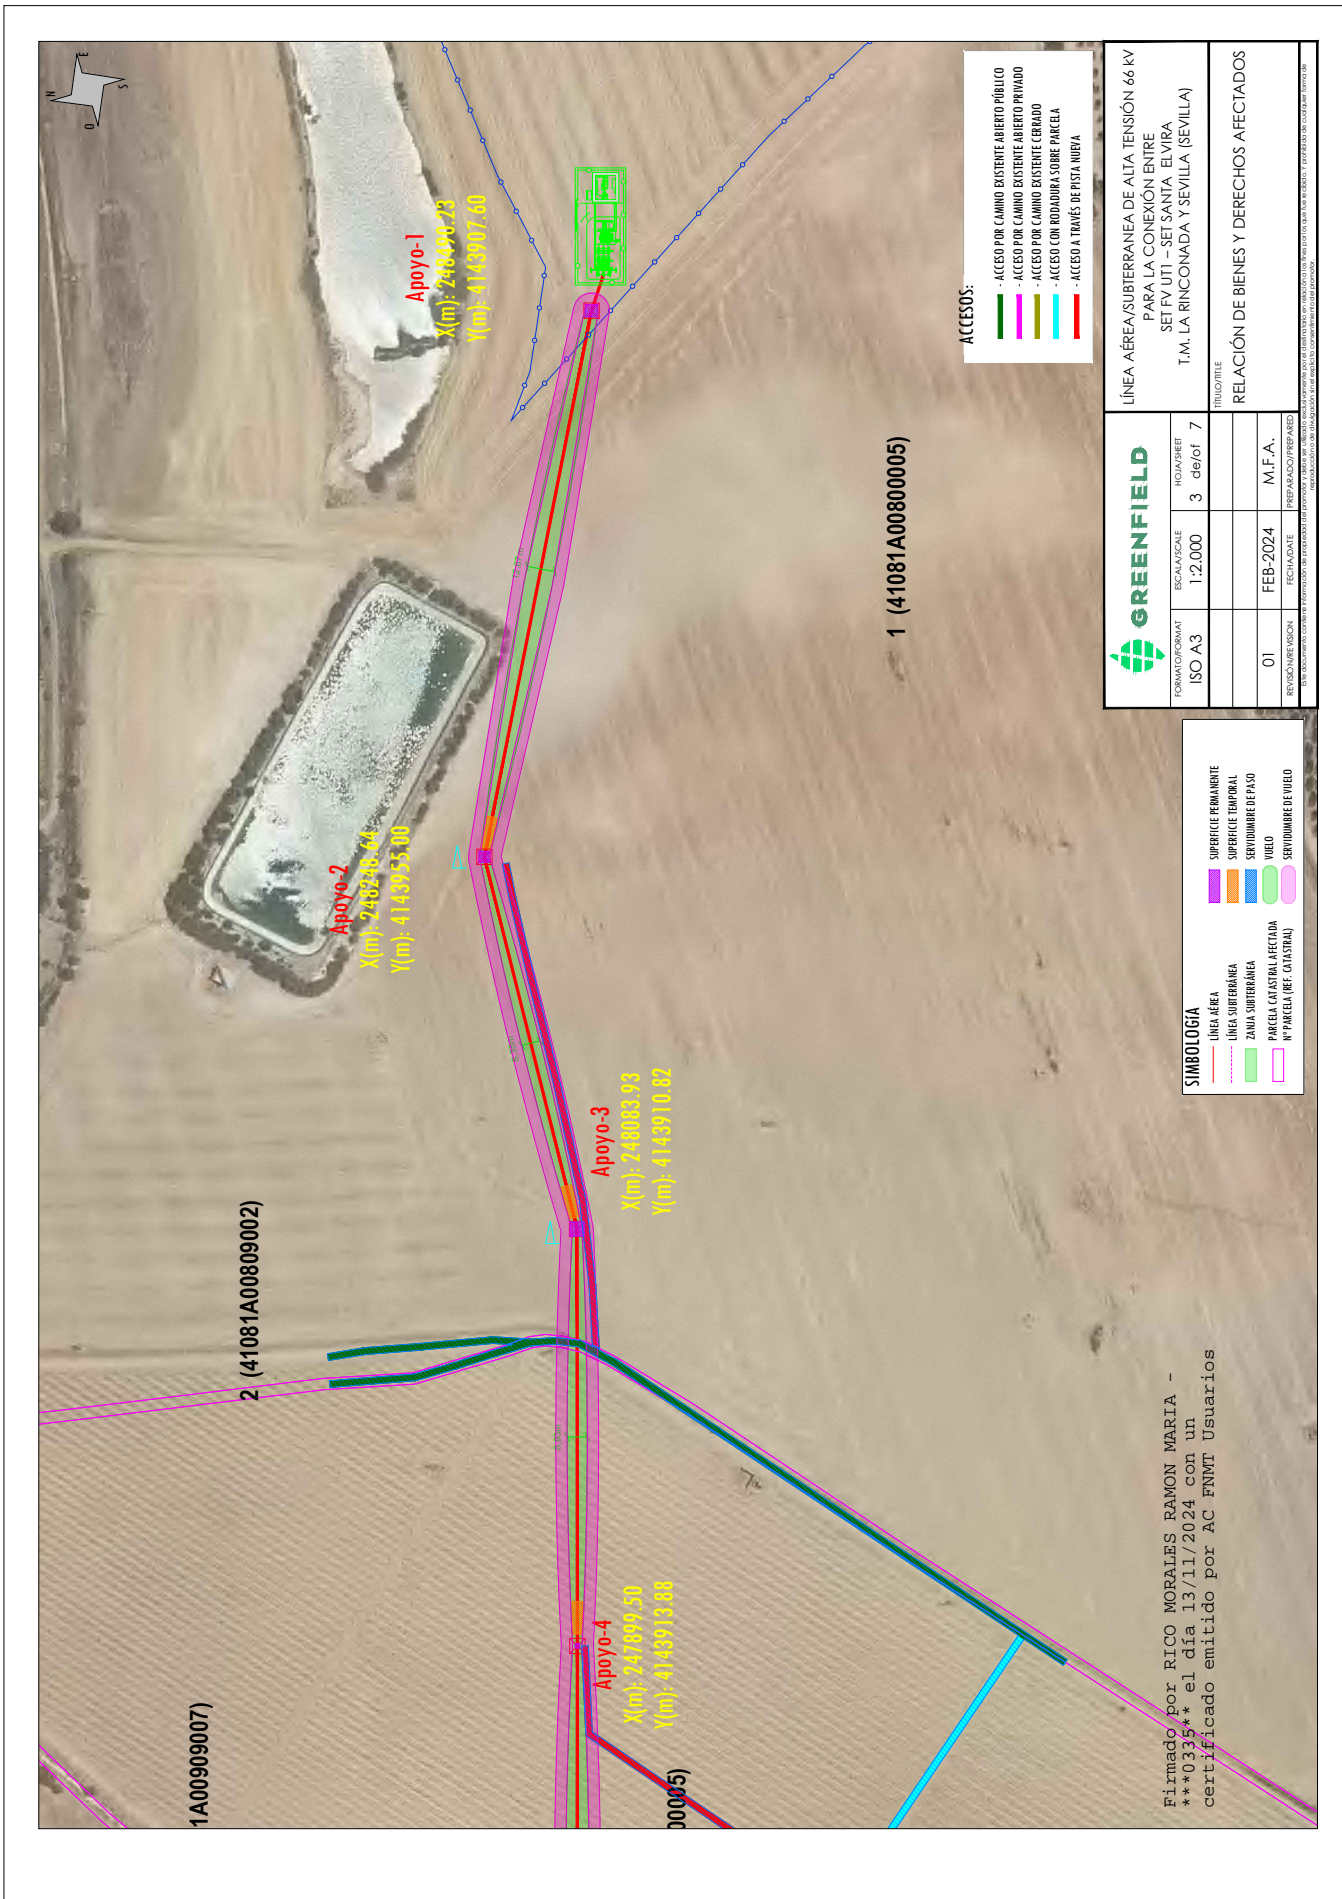 N
E
S
O
Apoyo-1
X(m): 248490.23
Y(m): 4143907.60
Apoyo-2
X(m): 248248.64
Y(m): 4143955.00
Apoyo-3
X(m): 248083.93
Y(m): 4143910.82
Apoyo-4
X(m): 247899.50
Y(m): 4143913.88
1 (41081A00800005)
2 (41081A00809002)
1A00909007)
00005)
ACCESOS:
- ACCESO POR CAMINO EXISTENTE ABIERTO PÚBLICO
- ACCESO POR CAMINO EXISTENTE ABIERTO PRIVADO
- ACCESO POR CAMINO EXISTENTE CERRADO
- ACCESO CON RODADURA SOBRE PARCELA
- ACCESO A TRAVÉS DE PISTA NUEVA
SIMBOLOGÍA
LÍNEA AÉREA
LÍNEA SUBTERRÁNEA
ZANJA SUBTERRÁNEA
PARCELA CATASTRAL AFECTADA
Nº PARCELA (REF. CATASTRAL)
SUPERFICIE PERMANENTE
SUPERFICIE TEMPORAL
SERVIDUMBRE DE PASO
VUELO
SERVIDUMBRE DE VUELO
GREENFIELD
LÍNEA AÉREA/SUBTERRANEA DE ALTA TENSIÓN 66 kV
PARA LA CONEXIÓN ENTRE
SET FV UT1 – SET SANTA ELVIRA
T.M. LA RINCONADA Y SEVILLA (SEVILLA)
FORMATO/FORMAT
ISO A3
ESCALA/SCALE
1:2.000
HOJA/SHEET
3 de/of 7
TÍTULO/TITLE
RELACIÓN DE BIENES Y DERECHOS AFECTADOS
01
FEB-2024
M.F.A.
REVISIÓN/REVISION
FECHA/DATE
PREPARADO/PREPARED
Firmado por RICO MORALES RAMON MARIA -
***0335** el día 13/11/2024 con un
certificado emitido por AC FNMT Usuarios